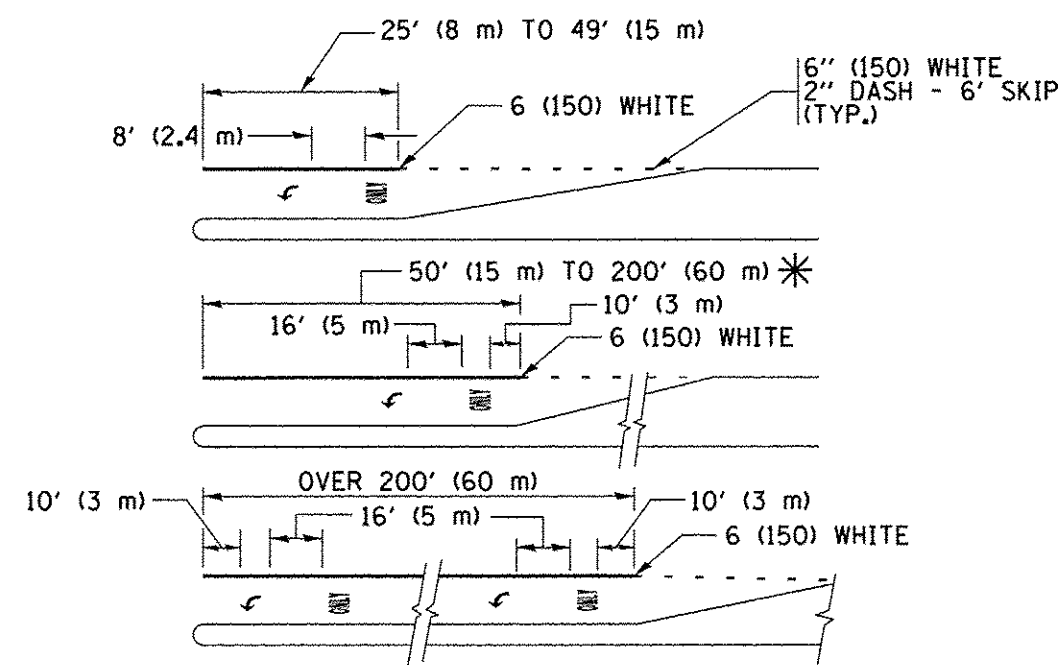 25' (8 m) TO 49' (15 m)
6'' (150) WHITE
2'' DASH - 6' SKIP
(TYP.)
6 (150) WHITE
8' (2.4 m)
50' (15 m) TO 200' (60 m) *
10' (3 m)
16' (5 m)
6 (150) WHITE
OVER 200' (60 m)
10' (3 m)
16' (5 m)
10' (3 m)
6 (150) WHITE